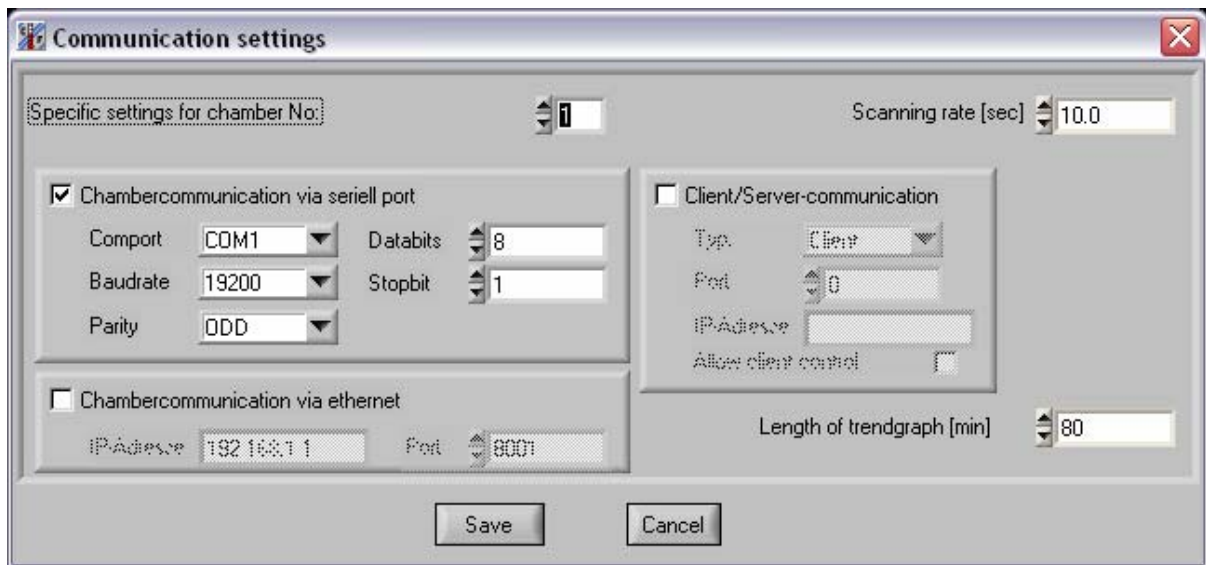 Communication settings
Specific settings for chamber No: 1
Scanning rate [sec] 10.0
Chambercommunication via seriell port
Comport COM1 Databits 8
Baudrate 19200 Stopbit 1
Parity ODD
Chambercommunication via ethernet
IP-Adresse 192.168.1.1 Port 8001
Client/Server-communication
Typ. Client
Port 0
IP-Adresse
Allow client control
Length of trendgraph [min] 80
Save Cancel